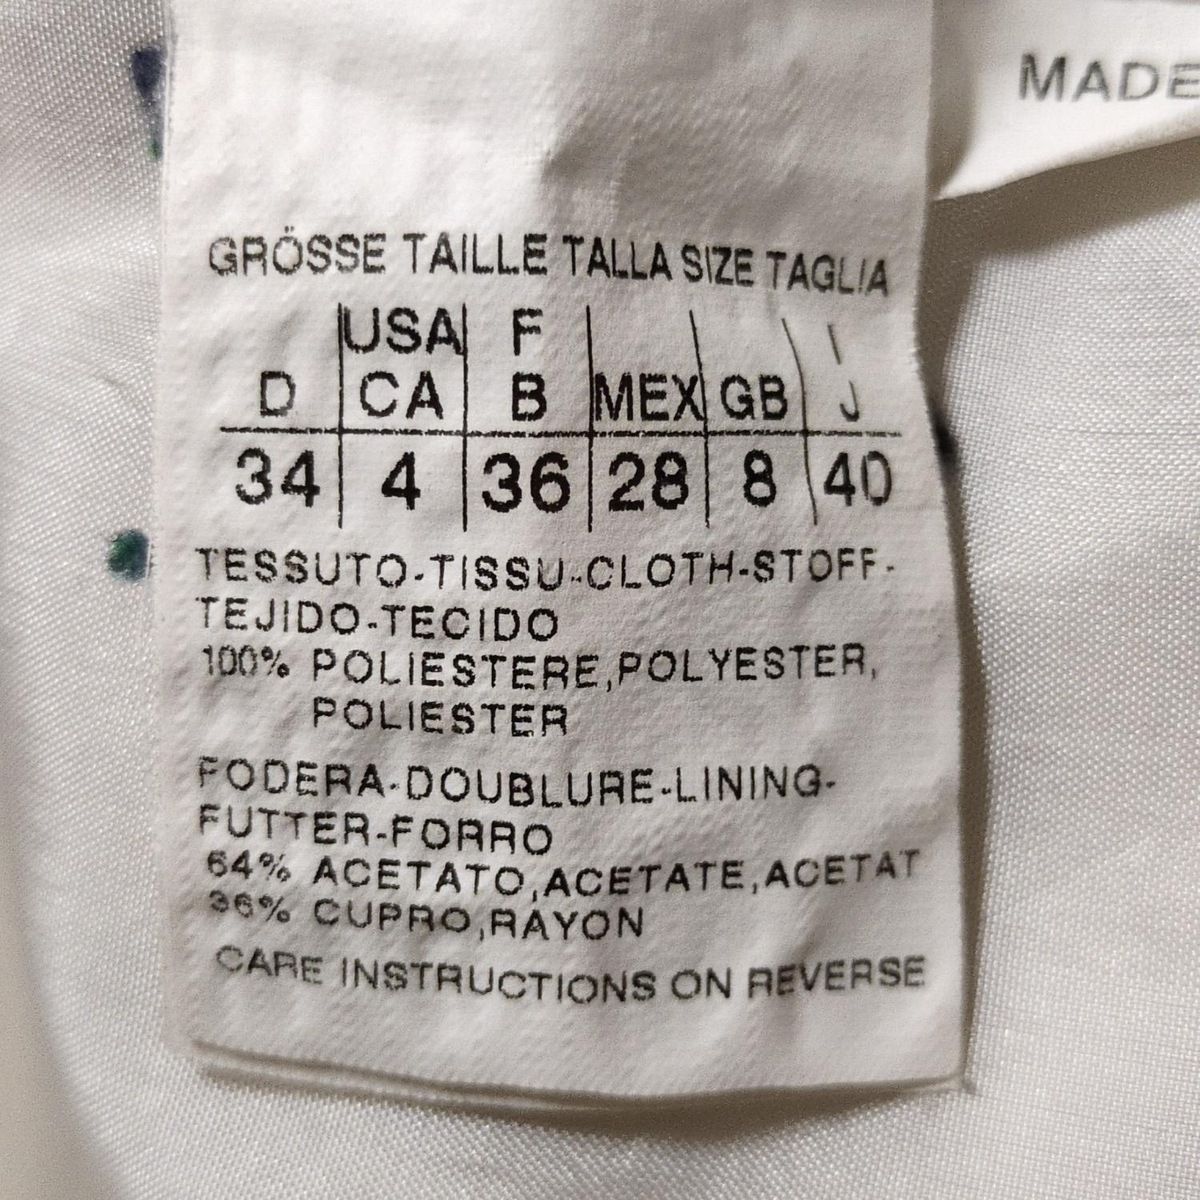 MADE
GRÖSSE TAILLE TALLA SIZE TAGLIA
USA F I
D CA B MEX GB J
34 4 36 28 8 40
TESSUTO-TISSU-CLOTH-STOFF-
TEJIDO-TECIDO
100% POLIESTERE,POLYESTER,
POLIESTER
FODERA-DOUBLURE-LINING-
FUTTER-FORRO
64% ACETATO,ACETATE,ACETAT
36% CUPRO,RAYON
CARE INSTRUCTIONS ON REVERSE